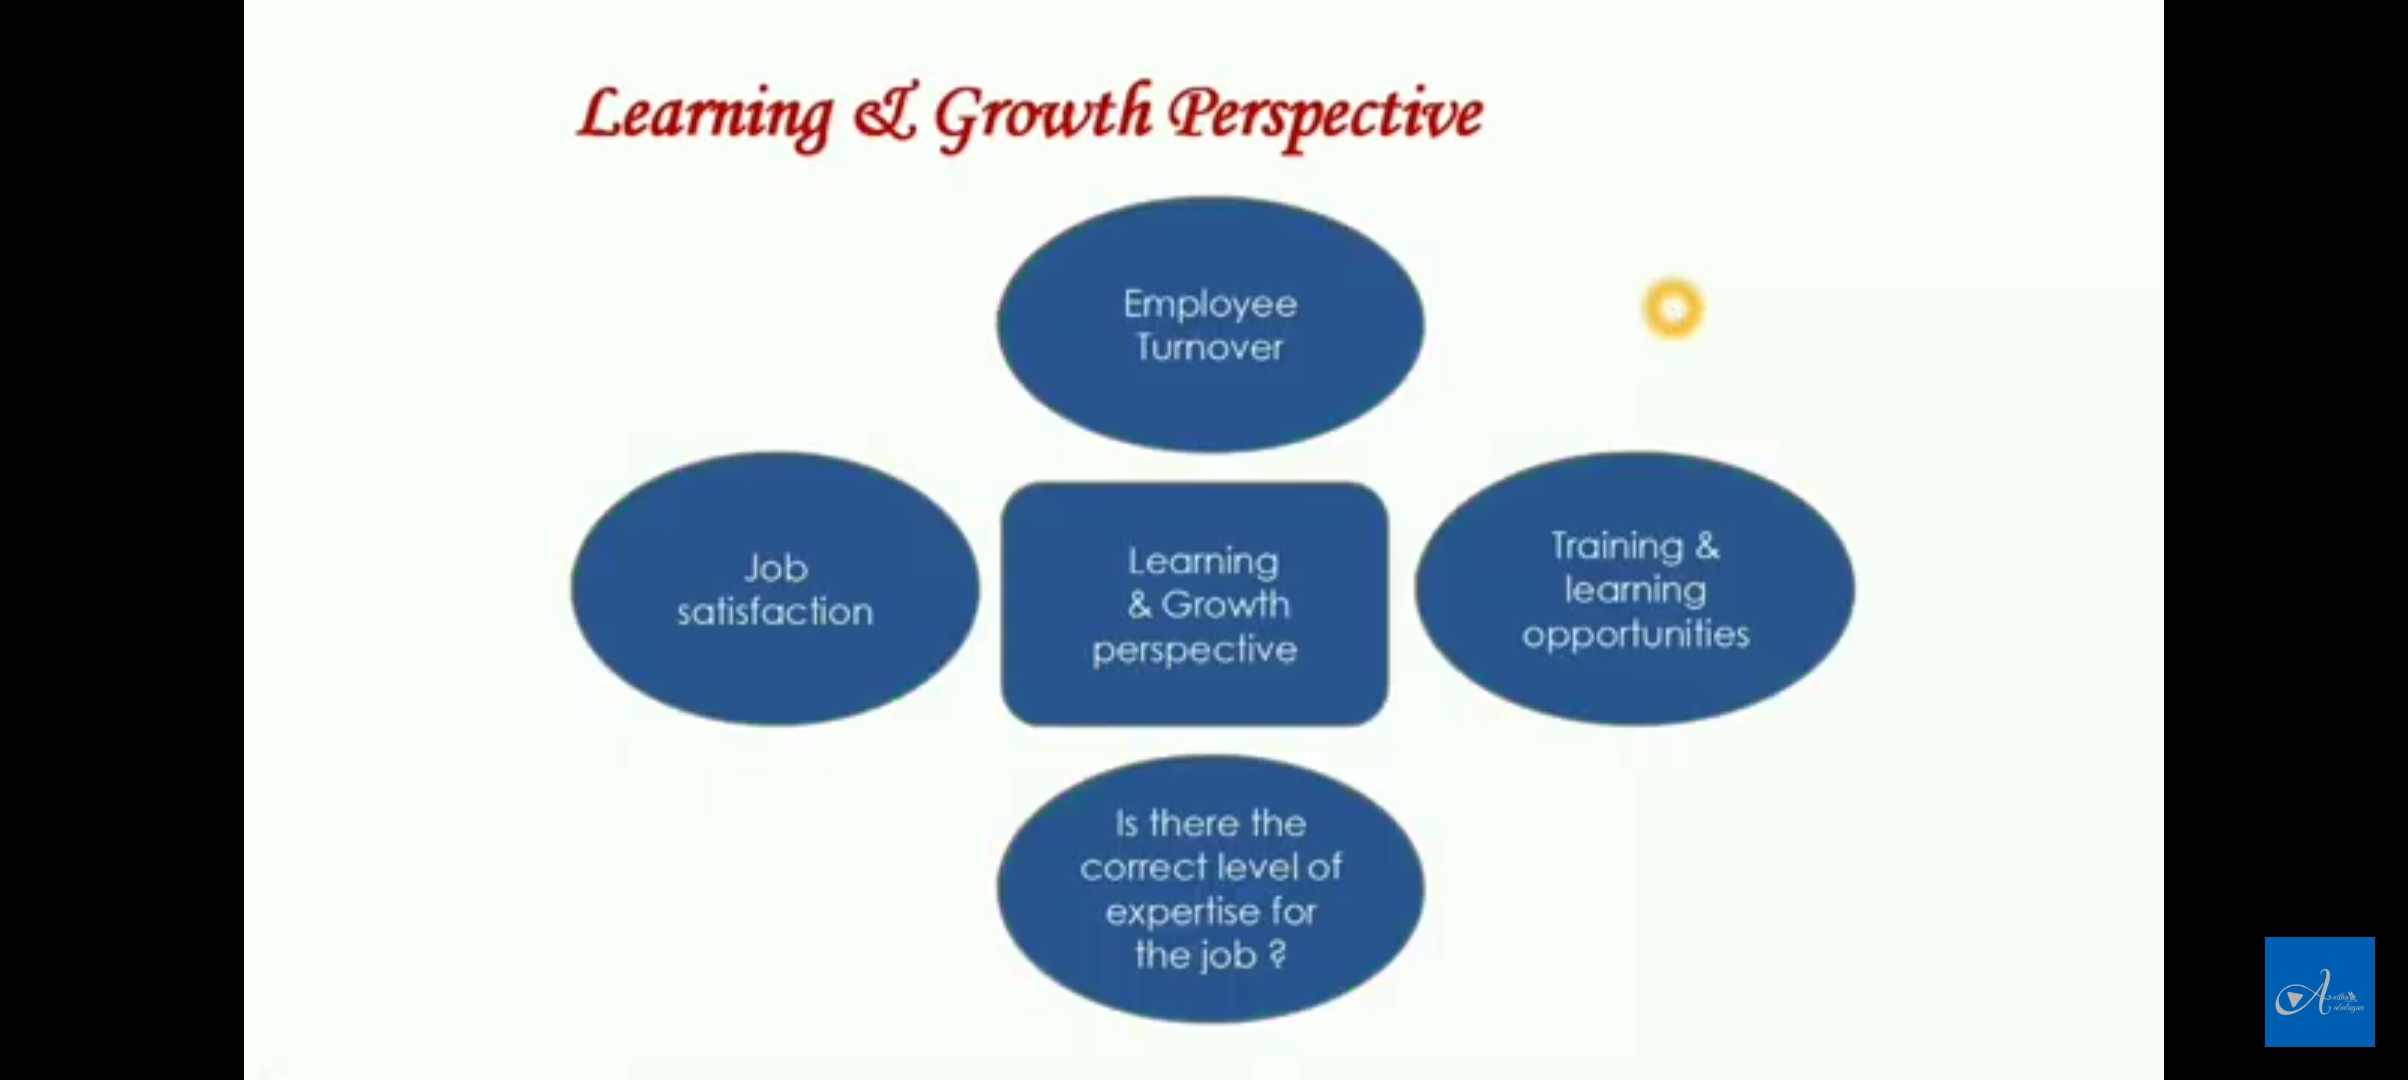 Learning & Growth Perspective
Employee
Turnover
Job
satisfaction
Learning
& Growth
perspective
Training &
learning
opportunities
Is there the
correct level of
expertise for
the job ?